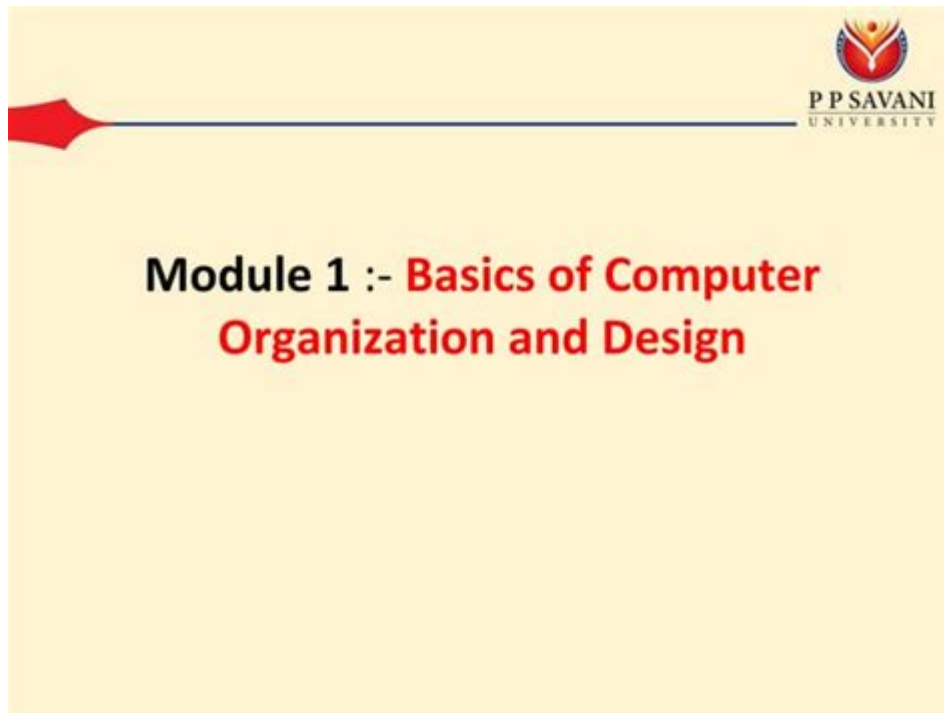 P P SAVANI
UNIVERSITY
Module 1 :- Basics of Computer
Organization and Design